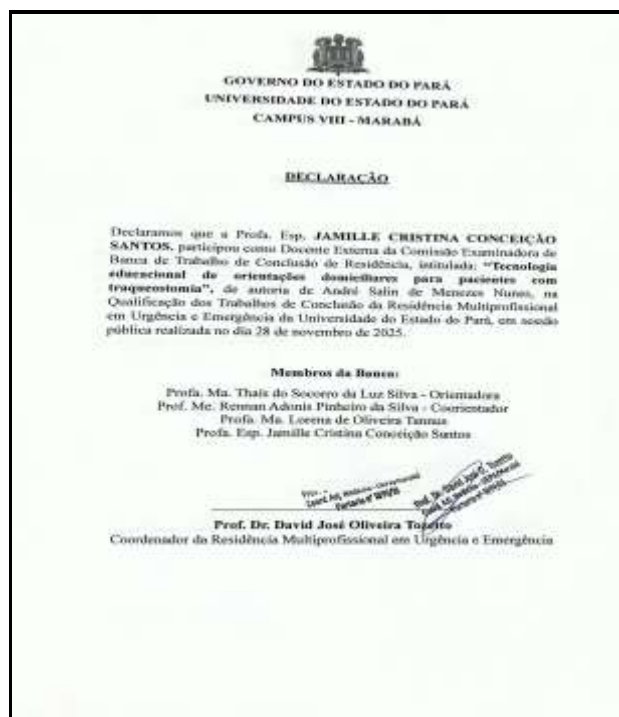 GOVERNO DO ESTADO DO PARÁ
UNIVERSIDADE DO ESTADO DO PARÁ
CAMPUS VIII - MARABÁ
DECLARAÇÃO
Declaramos que a Profa. Esp. JAMILLE CRISTINA CONCEIÇÃO
SANTOS, participou como Docente Externa da Comissão Examinadora de
Banca de Trabalho de Conclusão de Residência, intitulada: "Tecnologia
educacional de orientações domiciliares para pacientes com
traqueostomia", de autoria de André Salin de Menezes Nunes, na
Qualificação dos Trabalhos de Conclusão da Residência Multiprofissional
em Urgência e Emergência da Universidade do Estado do Pará, em sessão
pública realizada no dia 28 de novembro de 2025.
Membros da Banca:
Profa. Ma. Thais do Socorro da Luz Silva - Orientadora
Prof. Me. Rennan Adonis Pinheiro da Silva - Coorientador
Profa. Ma. Lorena de Oliveira Tannus
Profa. Esp. Jamille Cristina Conceição Santos
Prof. Dr. David José Oliveira Tozetto
Coordenador da Residência Multiprofissional em Urgência e Emergência